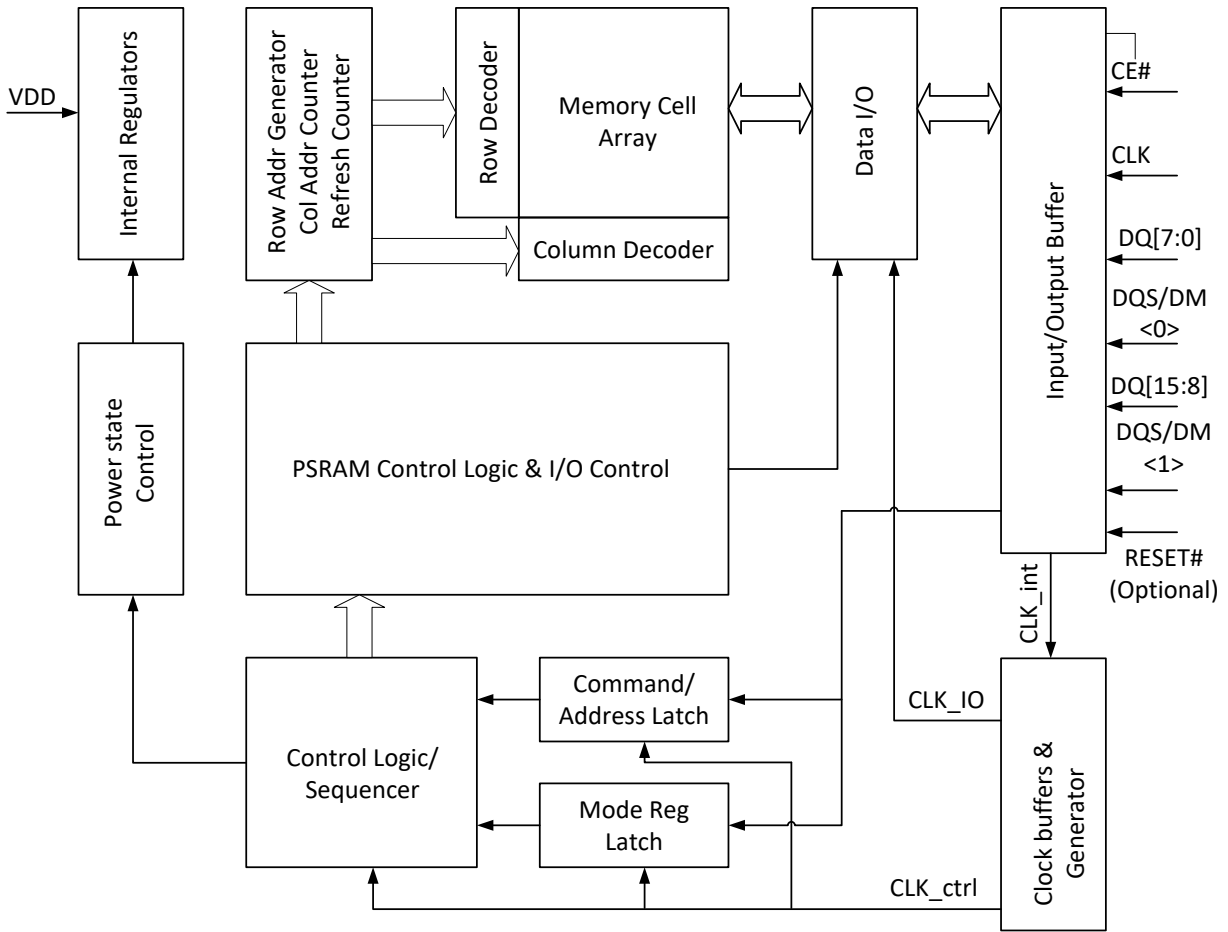 VDD
Internal Regulators
Row Addr Generator
Col Addr Counter
Refresh Counter
Row Decoder
Memory Cell
Array
Column Decoder
Data I/O
Input/Output Buffer
CE#
CLK
DQ[7:0]
DQS/DM
<0>
DQ[15:8]
DQS/DM
<1>
RESET#
(Optional)
Power state
Control
PSRAM Control Logic & I/O Control
CLK_int
Control Logic/
Sequencer
Command/
Address Latch
Mode Reg
Latch
CLK_IO
CLK_ctrl
Clock buffers &
Generator